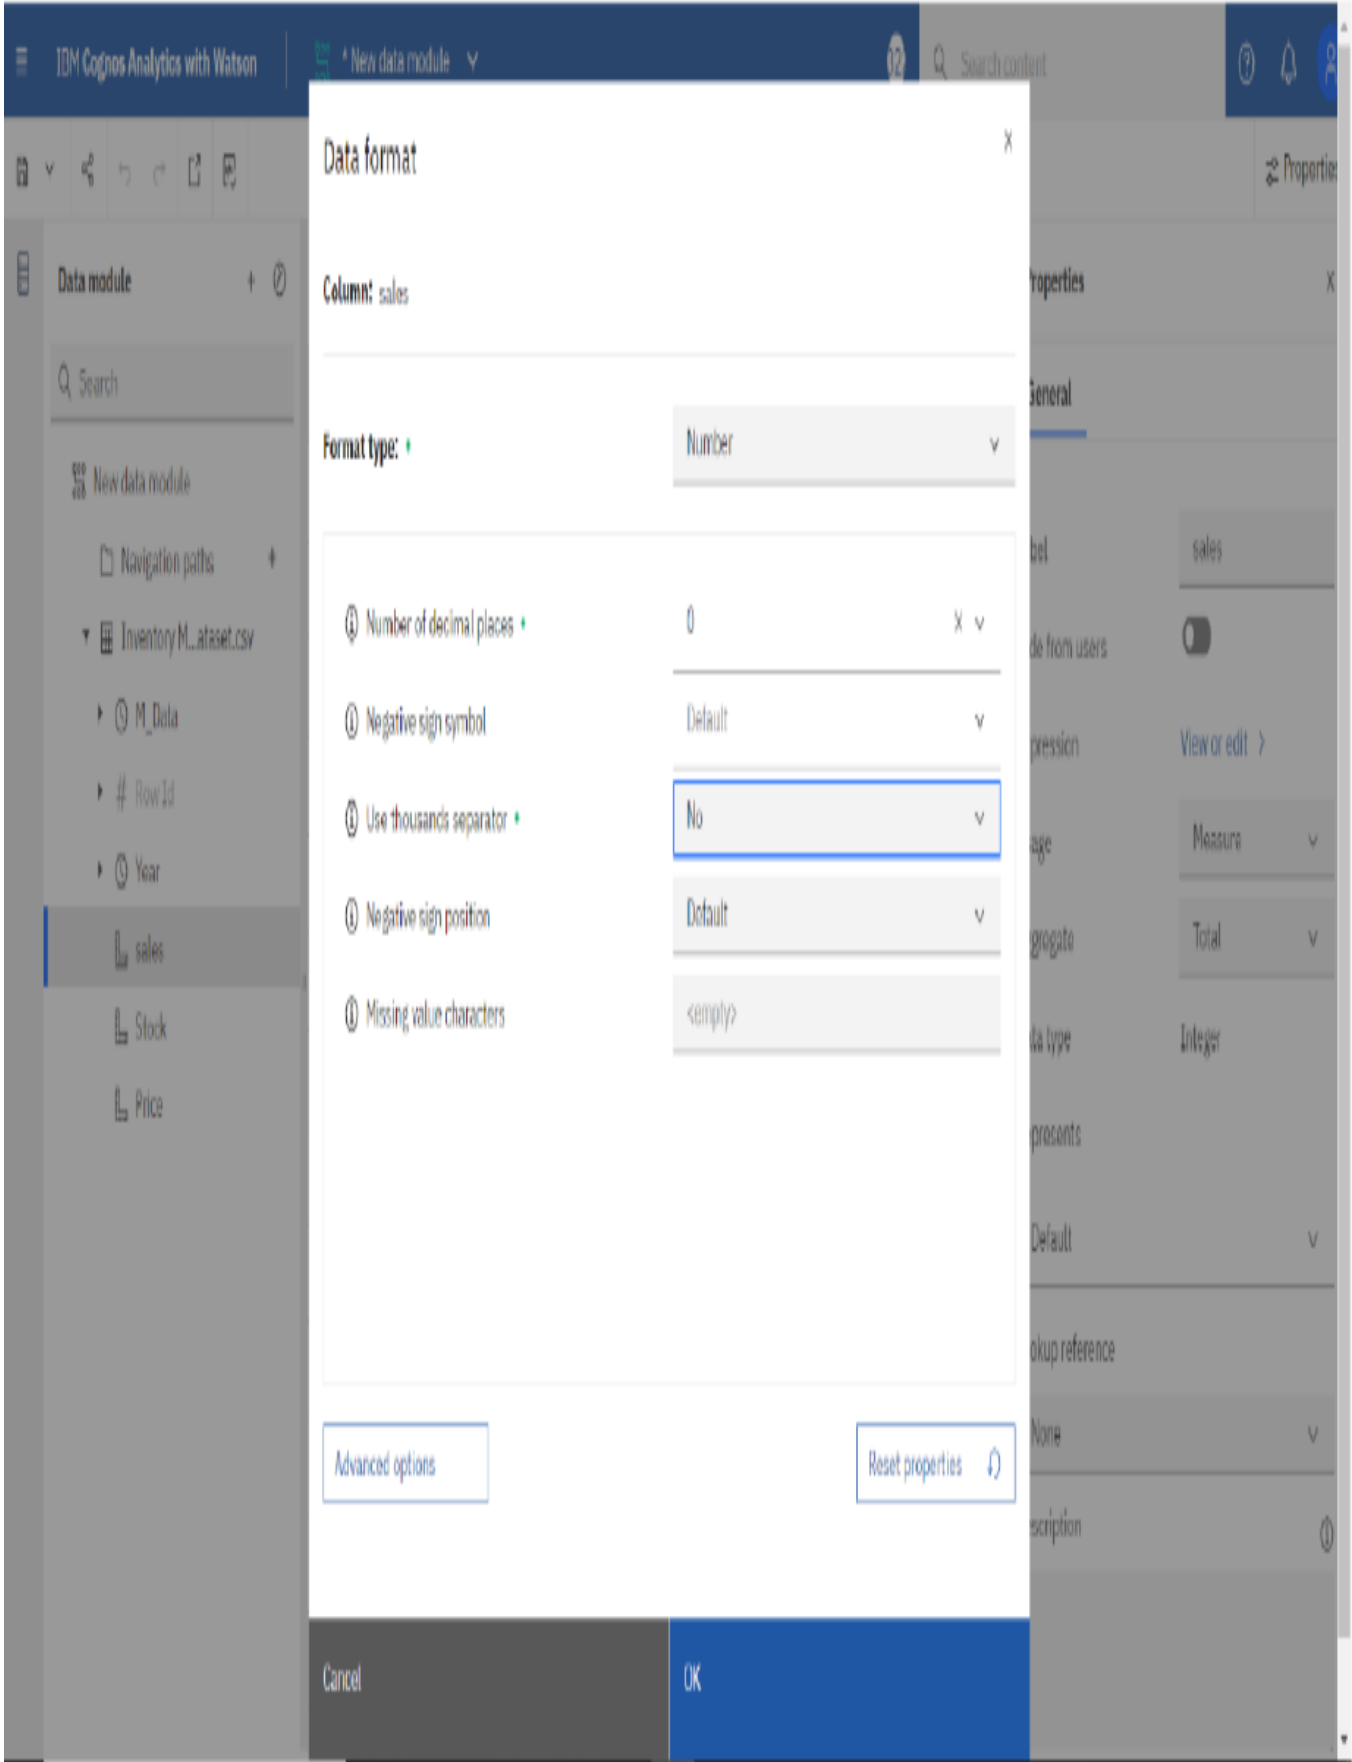 IBM Cognos Analytics with Watson
* New data module
Search content
Properties
Data module
Search
New data module
Navigation paths
Inventory M...ataset.csv
M_Data
Row Id
Year
sales
Stock
Price
Data format
Column: sales
Format type:
Number
Number of decimal places
0
Negative sign symbol
Default
Use thousands separator
No
Negative sign position
Default
Missing value characters
<empty>
Advanced options
Reset properties
Cancel
OK
roperties
General
bel
sales
de from users
pression
View or edit
age
Measure
gregate
Total
ta type
Integer
presents
Default
okup reference
None
scription